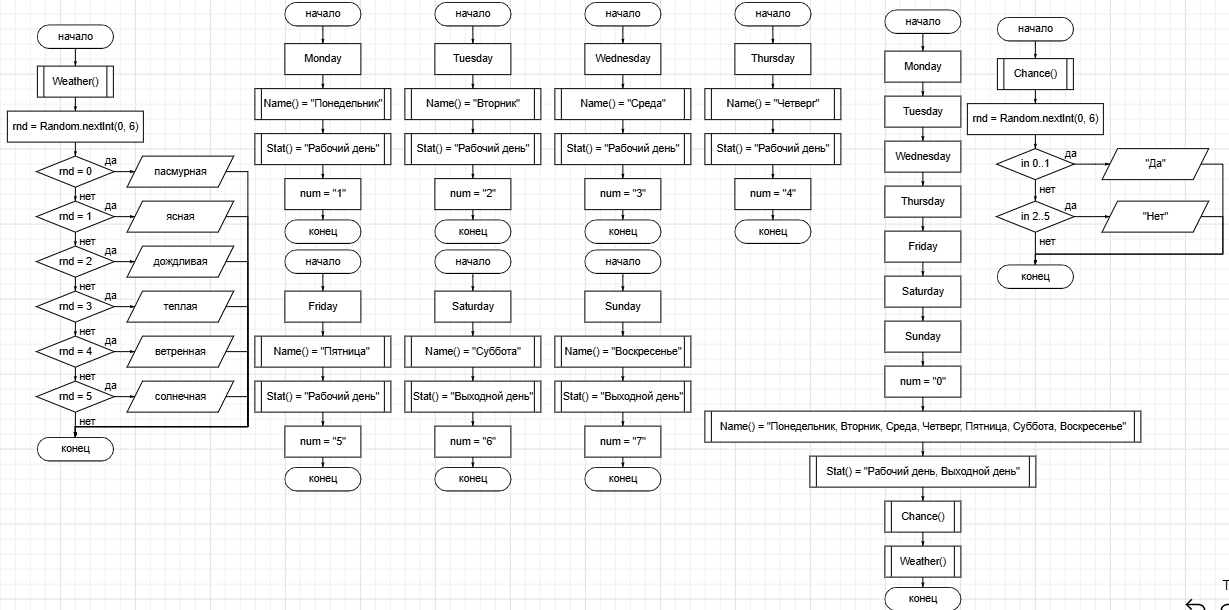 начало
Weather()
rnd = Random.nextInt(0, 6)
rnd = 0
да
пасмурная
нет
rnd = 1
да
ясная
нет
rnd = 2
да
дождливая
нет
rnd = 3
да
теплая
нет
rnd = 4
да
ветренная
нет
rnd = 5
да
солнечная
нет
конец
начало
Monday
Name() = "Понедельник"
Stat() = "Рабочий день"
num = "1"
конец
начало
Tuesday
Name() = "Вторник"
Stat() = "Рабочий день"
num = "2"
конец
начало
Wednesday
Name() = "Среда"
Stat() = "Рабочий день"
num = "3"
конец
начало
Thursday
Name() = "Четверг"
Stat() = "Рабочий день"
num = "4"
конец
начало
Friday
Name() = "Пятница"
Stat() = "Рабочий день"
num = "5"
конец
начало
Saturday
Name() = "Суббота"
Stat() = "Выходной день"
num = "6"
конец
начало
Sunday
Name() = "Воскресенье"
Stat() = "Выходной день"
num = "7"
конец
начало
Monday
Tuesday
Wednesday
Thursday
Friday
Saturday
Sunday
num = "0"
Name() = "Понедельник, Вторник, Среда, Четверг, Пятница, Суббота, Воскресенье"
Stat() = "Рабочий день, Выходной день"
Chance()
Weather()
конец
начало
Chance()
rnd = Random.nextInt(0, 6)
in 0..1
да
"Да"
нет
in 2..5
да
"Нет"
нет
конец